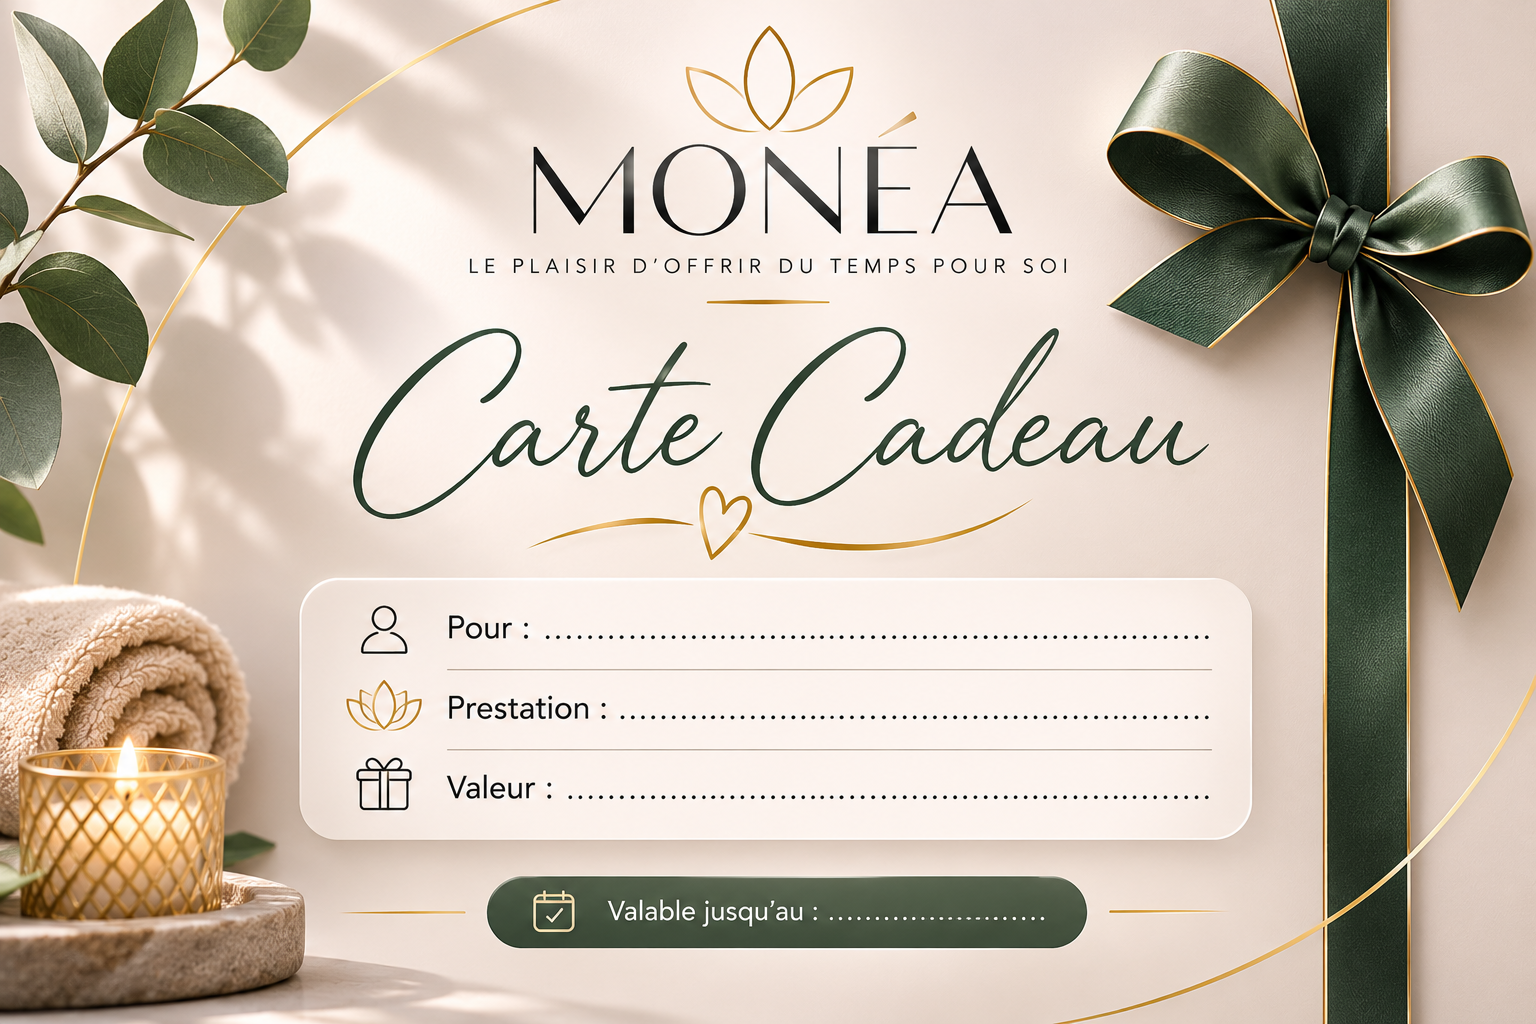 MONÉA
LE PLAISIR D'OFFRIR DU TEMPS POUR SOI
Carte Cadeau
Pour : ................................................................
Prestation : .........................................................
Valeur : ..............................................................
Valable jusqu'au : ........................